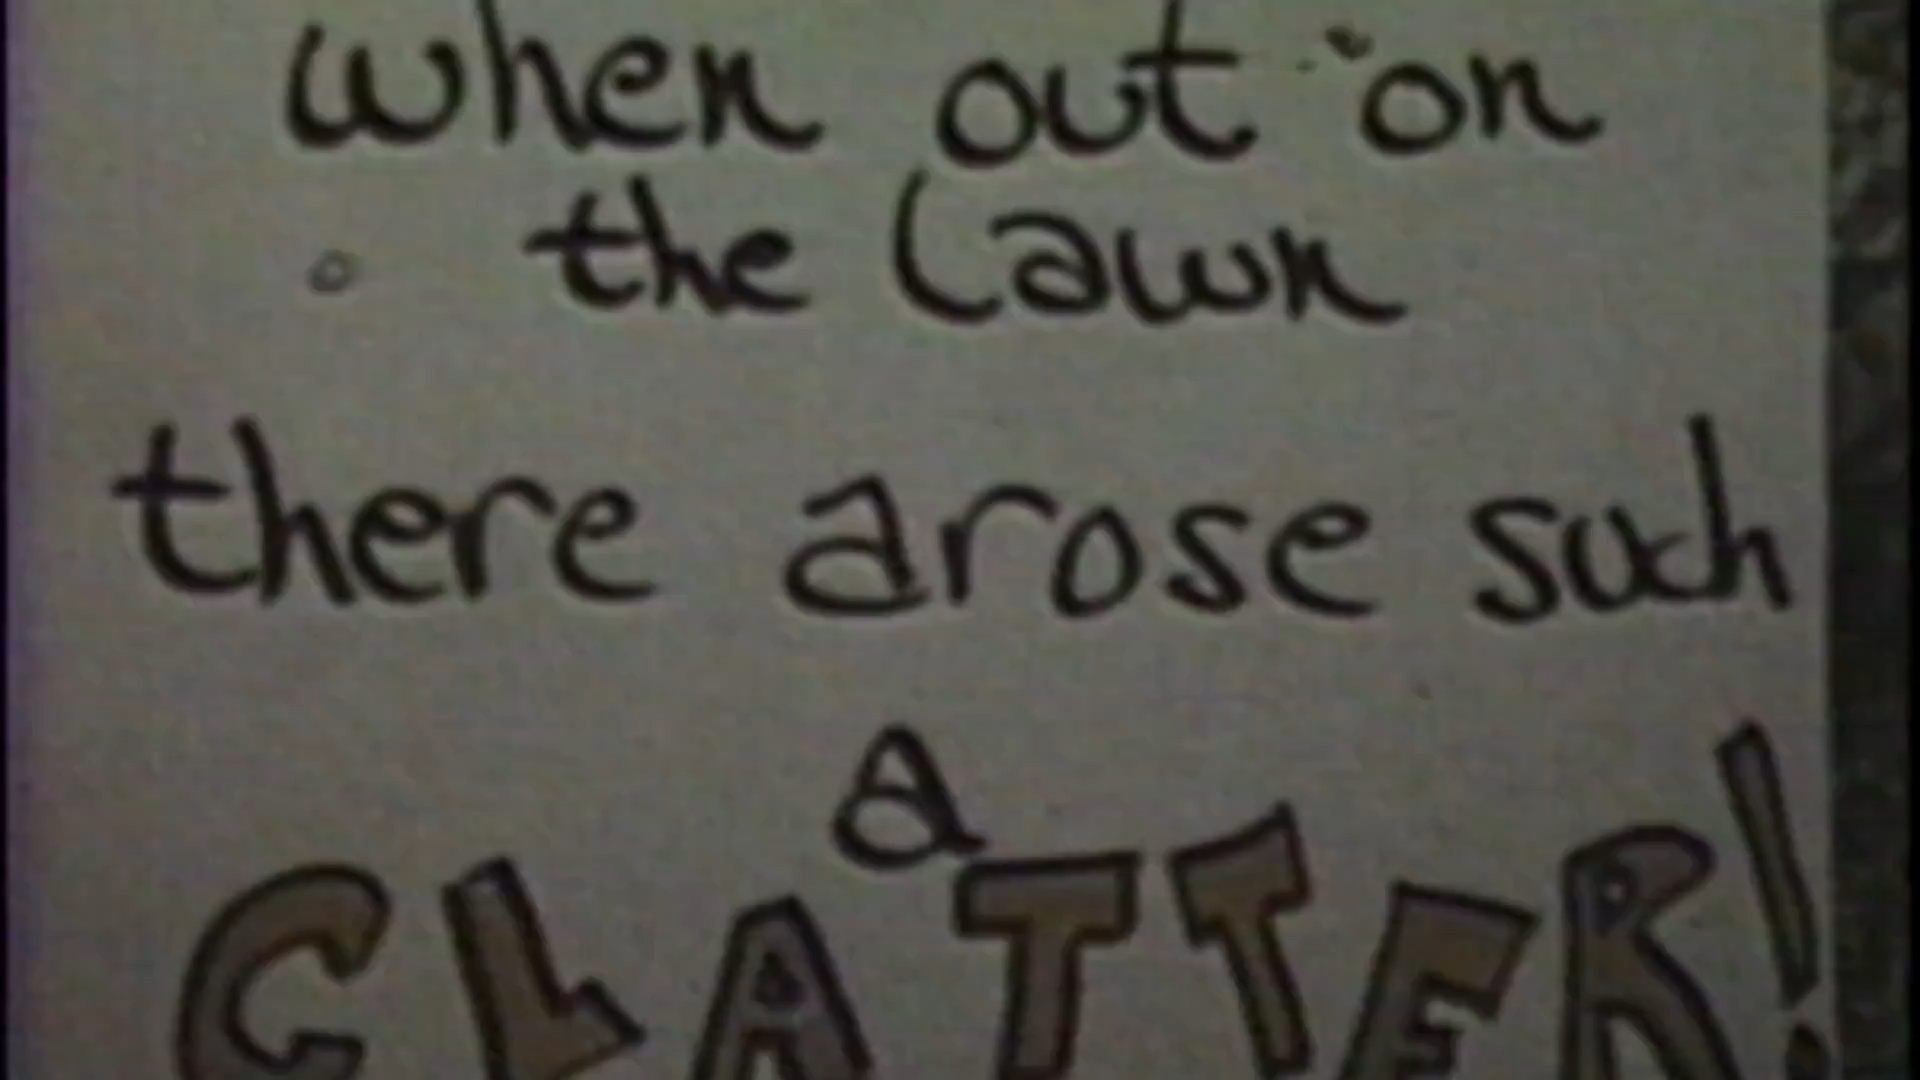 when out on
the lawn
there arose such
a
CLATTER!